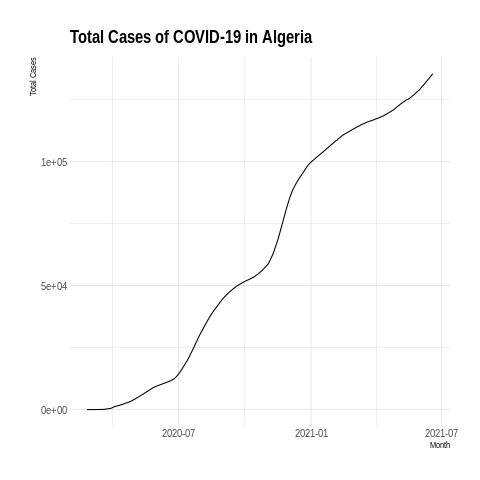 Total Cases of COVID-19 in Algeria
Total Cases
1e+05
5e+04
0e+00
2020-07
2021-01
2021-07
Month